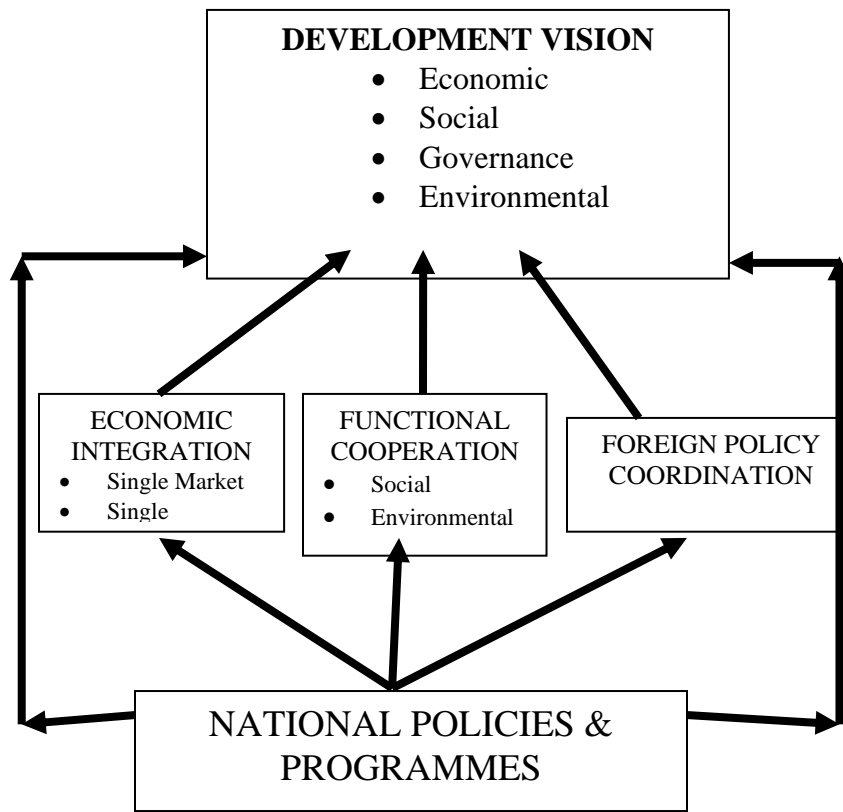 DEVELOPMENT VISION
• Economic
• Social
• Governance
• Environmental
ECONOMIC
INTEGRATION
• Single Market
• Single
FUNCTIONAL
COOPERATION
• Social
• Environmental
FOREIGN POLICY
COORDINATION
NATIONAL POLICIES &
PROGRAMMES